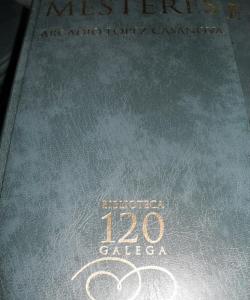 MESTERES
ARCADIO LÓPEZ CASANOVA
BIBLIOTECA
120
GALEGA